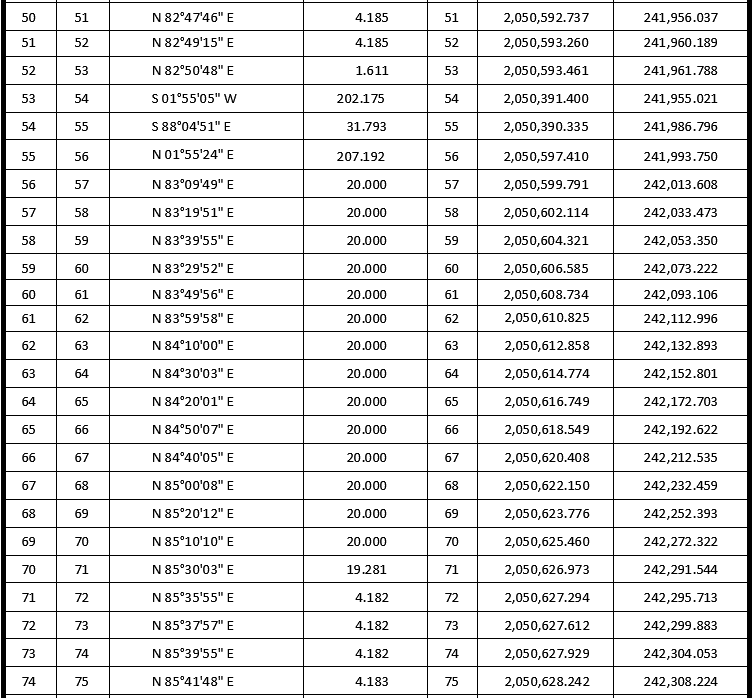 50 51 N 82°47'46" E 4.185 51 2,050,592.737 241,956.037
51 52 N 82°49'15" E 4.185 52 2,050,593.260 241,960.189
52 53 N 82°50'48" E 1.611 53 2,050,593.461 241,961.788
53 54 S 01°55'05" W 202.175 54 2,050,391.400 241,955.021
54 55 S 88°04'51" E 31.793 55 2,050,390.335 241,986.796
55 56 N 01°55'24" E 207.192 56 2,050,597.410 241,993.750
56 57 N 83°09'49" E 20.000 57 2,050,599.791 242,013.608
57 58 N 83°19'51" E 20.000 58 2,050,602.114 242,033.473
58 59 N 83°39'55" E 20.000 59 2,050,604.321 242,053.350
59 60 N 83°29'52" E 20.000 60 2,050,606.585 242,073.222
60 61 N 83°49'56" E 20.000 61 2,050,608.734 242,093.106
61 62 N 83°59'58" E 20.000 62 2,050,610.825 242,112.996
62 63 N 84°10'00" E 20.000 63 2,050,612.858 242,132.893
63 64 N 84°30'03" E 20.000 64 2,050,614.774 242,152.801
64 65 N 84°20'01" E 20.000 65 2,050,616.749 242,172.703
65 66 N 84°50'07" E 20.000 66 2,050,618.549 242,192.622
66 67 N 84°40'05" E 20.000 67 2,050,620.408 242,212.535
67 68 N 85°00'08" E 20.000 68 2,050,622.150 242,232.459
68 69 N 85°20'12" E 20.000 69 2,050,623.776 242,252.393
69 70 N 85°10'10" E 20.000 70 2,050,625.460 242,272.322
70 71 N 85°30'03" E 19.281 71 2,050,626.973 242,291.544
71 72 N 85°35'55" E 4.182 72 2,050,627.294 242,295.713
72 73 N 85°37'57" E 4.182 73 2,050,627.612 242,299.883
73 74 N 85°39'55" E 4.182 74 2,050,627.929 242,304.053
74 75 N 85°41'48" E 4.183 75 2,050,628.242 242,308.224